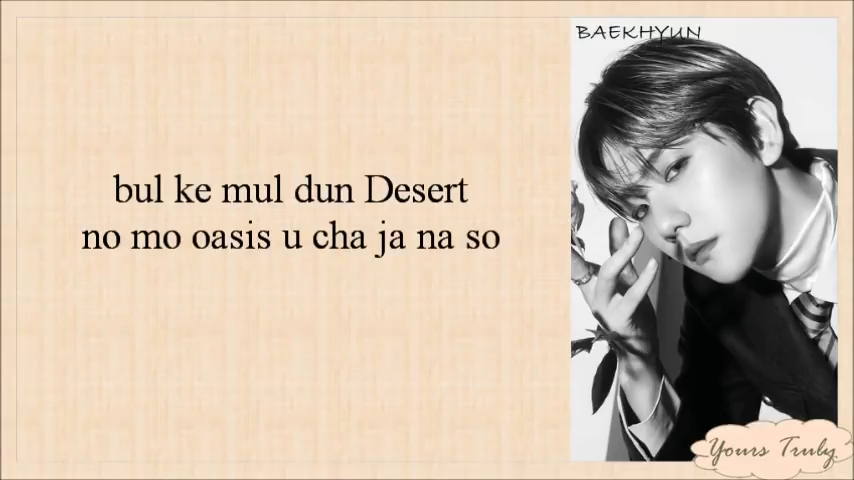 BAEKHYUN
bul ke mul dun Desert
no mo oasis u cha ja na so
Yours Truly